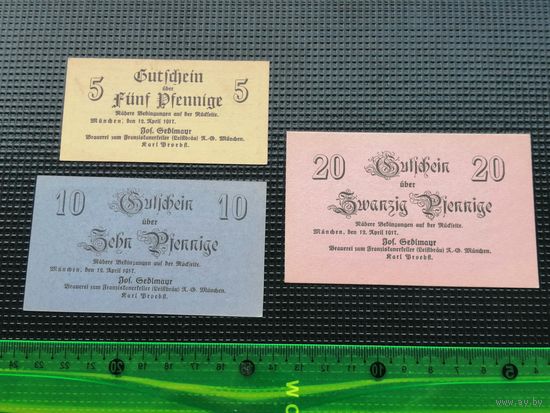 5 Gutschein 5
über
Fünf Pfennige
Nähere Bedingungen auf der Rückseite.
München, den 12. April 1917.
Jos. Sedlmayr
Brauerei zum Franziskanerkeller (Leistbräu) A.-G. München.
Karl Proebst.
10 Gutschein 10
über
Zehn Pfennige
Nähere Bedingungen auf der Rückseite.
München, den 12. April 1917.
Jos. Sedlmayr
Brauerei zum Franziskanerkeller (Leistbräu) A.-G. München.
Karl Proebst.
20 Gutschein 20
über
Zwanzig Pfennige
Nähere Bedingungen auf der Rückseite.
München, den 12. April 1917.
Jos. Sedlmayr
Brauerei zum Franziskanerkeller (Leistbräu) A.-G. München.
Karl Proebst.
www.ay.by